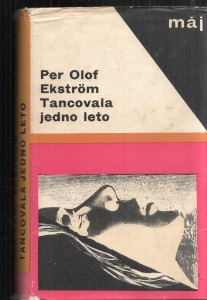 máj
Per Olof
Ekström
Tancovala
jedno leto
TANCOVALA JEDNO LETO